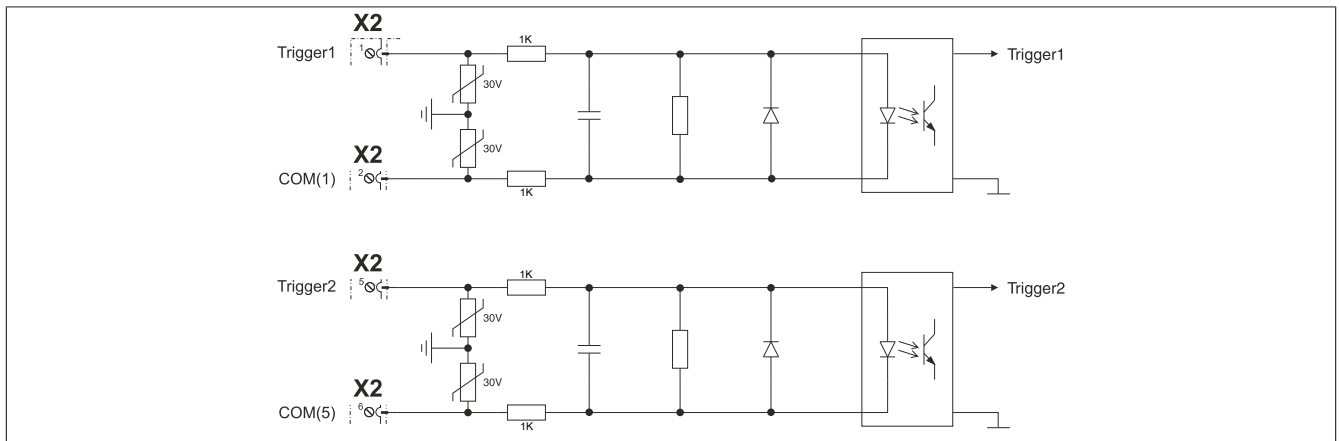 X2
1K
Trigger1
1
Trigger1
30V
30V
X2
COM(1)
2
1K
X2
1K
Trigger2
5
Trigger2
30V
30V
X2
COM(5)
6
1K